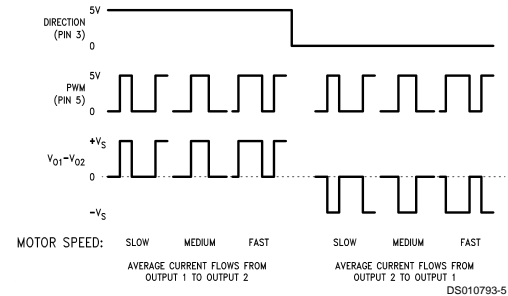 DIRECTION
(PIN 3)
5V
0
PWM
(PIN 5)
5V
0
+VS
VO1–VO2
0
–VS
MOTOR SPEED: SLOW MEDIUM FAST SLOW MEDIUM FAST
AVERAGE CURRENT FLOWS FROM
OUTPUT 1 TO OUTPUT 2
AVERAGE CURRENT FLOWS FROM
OUTPUT 2 TO OUTPUT 1
DS010793-5